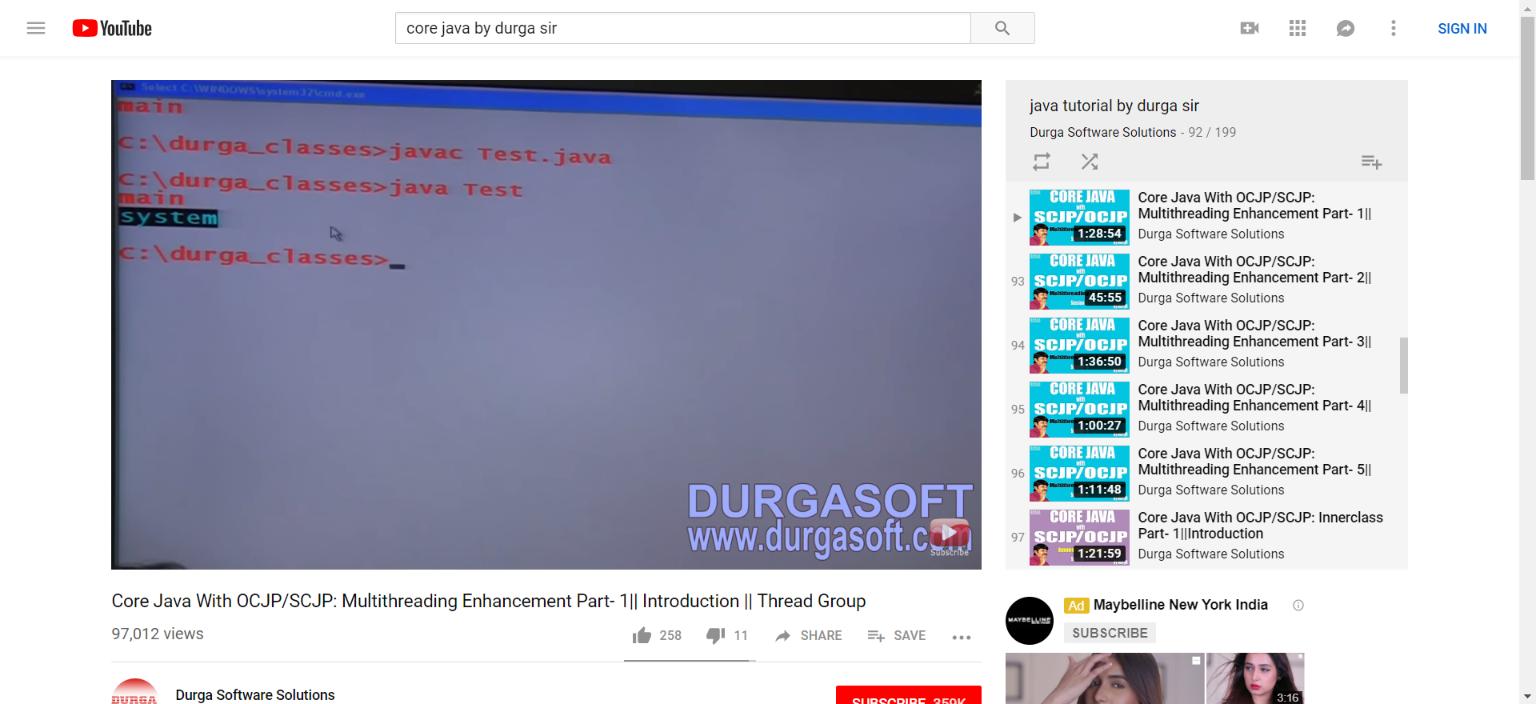 YouTube
core java by durga sir
SIGN IN
Select C:\WINDOWS\system32\cmd.exe
main
C:\durga_classes>javac Test.java
C:\durga_classes>java Test
main
system
C:\durga_classes>_
DURGASOFT
www.durgasoft.com
Subscribe
Core Java With OCJP/SCJP: Multithreading Enhancement Part- 1|| Introduction || Thread Group
97,012 views
258
11
SHARE
SAVE
DURGA
Durga Software Solutions
SUBSCRIBE 359K
java tutorial by durga sir
Durga Software Solutions - 92 / 199
CORE JAVA
with
SCJP/OCJP
1:28:54
Core Java With OCJP/SCJP:
Multithreading Enhancement Part- 1||
Durga Software Solutions
93
CORE JAVA
with
SCJP/OCJP
45:55
Core Java With OCJP/SCJP:
Multithreading Enhancement Part- 2||
Durga Software Solutions
94
CORE JAVA
with
SCJP/OCJP
1:36:50
Core Java With OCJP/SCJP:
Multithreading Enhancement Part- 3||
Durga Software Solutions
95
CORE JAVA
with
SCJP/OCJP
1:00:27
Core Java With OCJP/SCJP:
Multithreading Enhancement Part- 4||
Durga Software Solutions
96
CORE JAVA
with
SCJP/OCJP
1:11:48
Core Java With OCJP/SCJP:
Multithreading Enhancement Part- 5||
Durga Software Solutions
97
CORE JAVA
with
SCJP/OCJP
1:21:59
Core Java With OCJP/SCJP: Innerclass
Part- 1||Introduction
Durga Software Solutions
MAYBELLINE
Ad Maybelline New York India
SUBSCRIBE
3:16